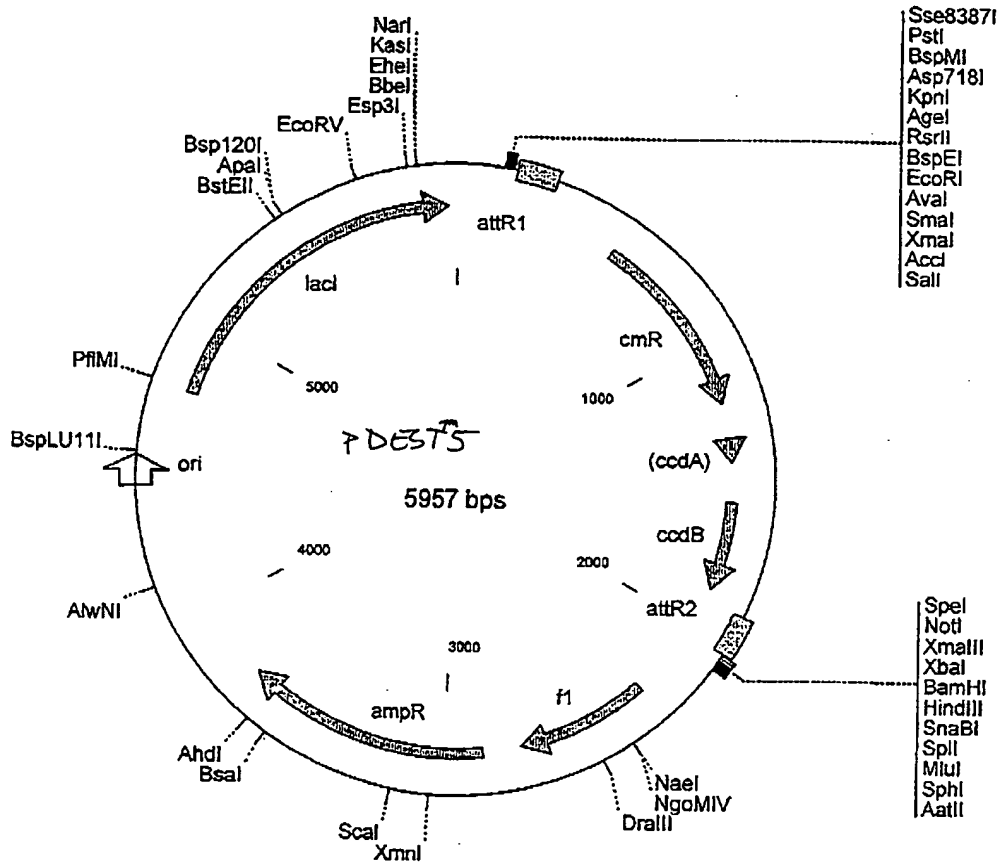 NarI
KasI
EheI
BbeI
Esp3I
EcoRV
Bsp120I
ApaI
BstEII
PflMI
BspLU11I
AlwNI
AhdI
BsaI
ScaI
XmnI
DraIII
NgoMIV
NaeI
Sse8387I
PstI
BspMI
Asp718I
KpnI
AgeI
RsrII
BspEI
EcoRI
AvaI
SmaI
XmaI
AccI
SalI
SpeI
NotI
XmaIII
XbaI
BamHI
HindIII
SnaBI
SplI
MluI
SphI
AatII
attR1
lacI
cmR
5000
1000
pDEST™5
(ccdA)
ori
5957 bps
ccdB
4000
2000
attR2
3000
ampR
f1